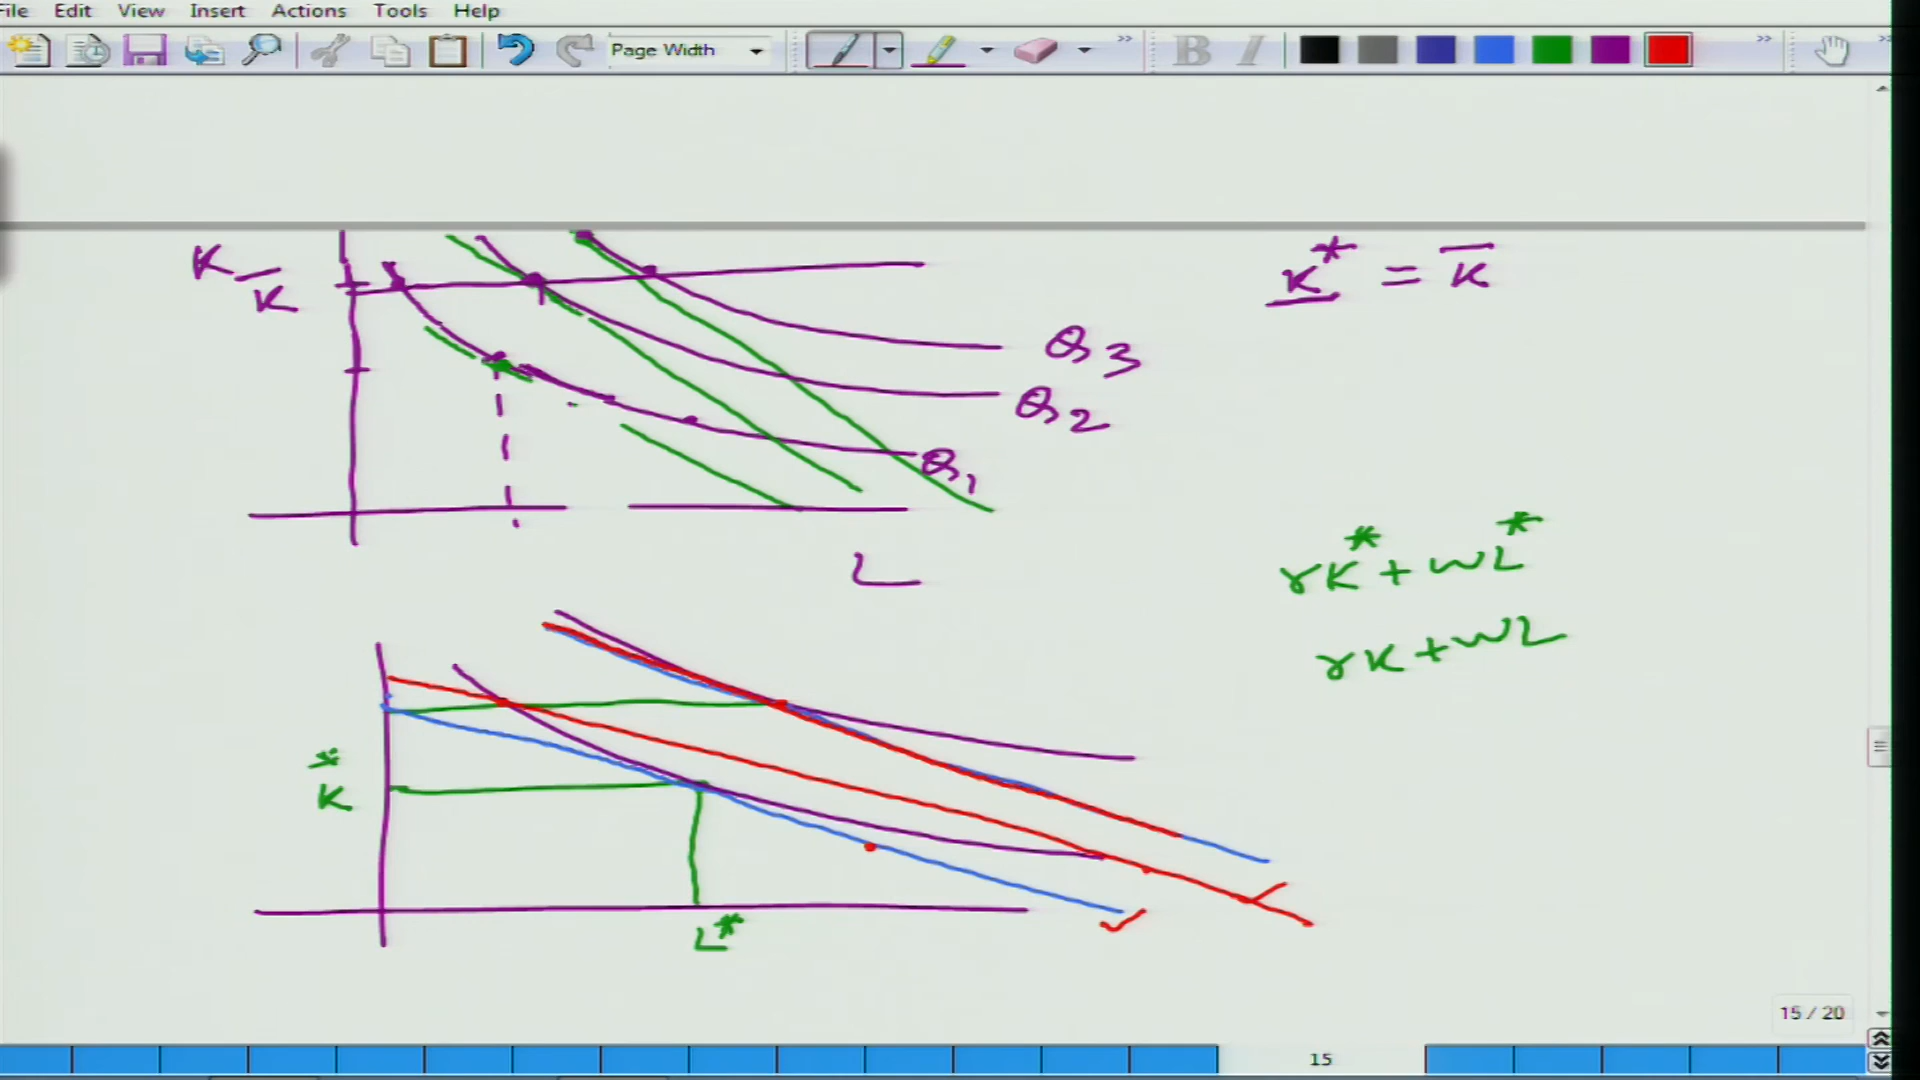 File Edit View Insert Actions Tools Help
Page Width
B I
K
K̅
K* = K̅
Q3
Q2
Q1
L
rK* + wL*
rK + wL
K*
L*
15 / 20
15